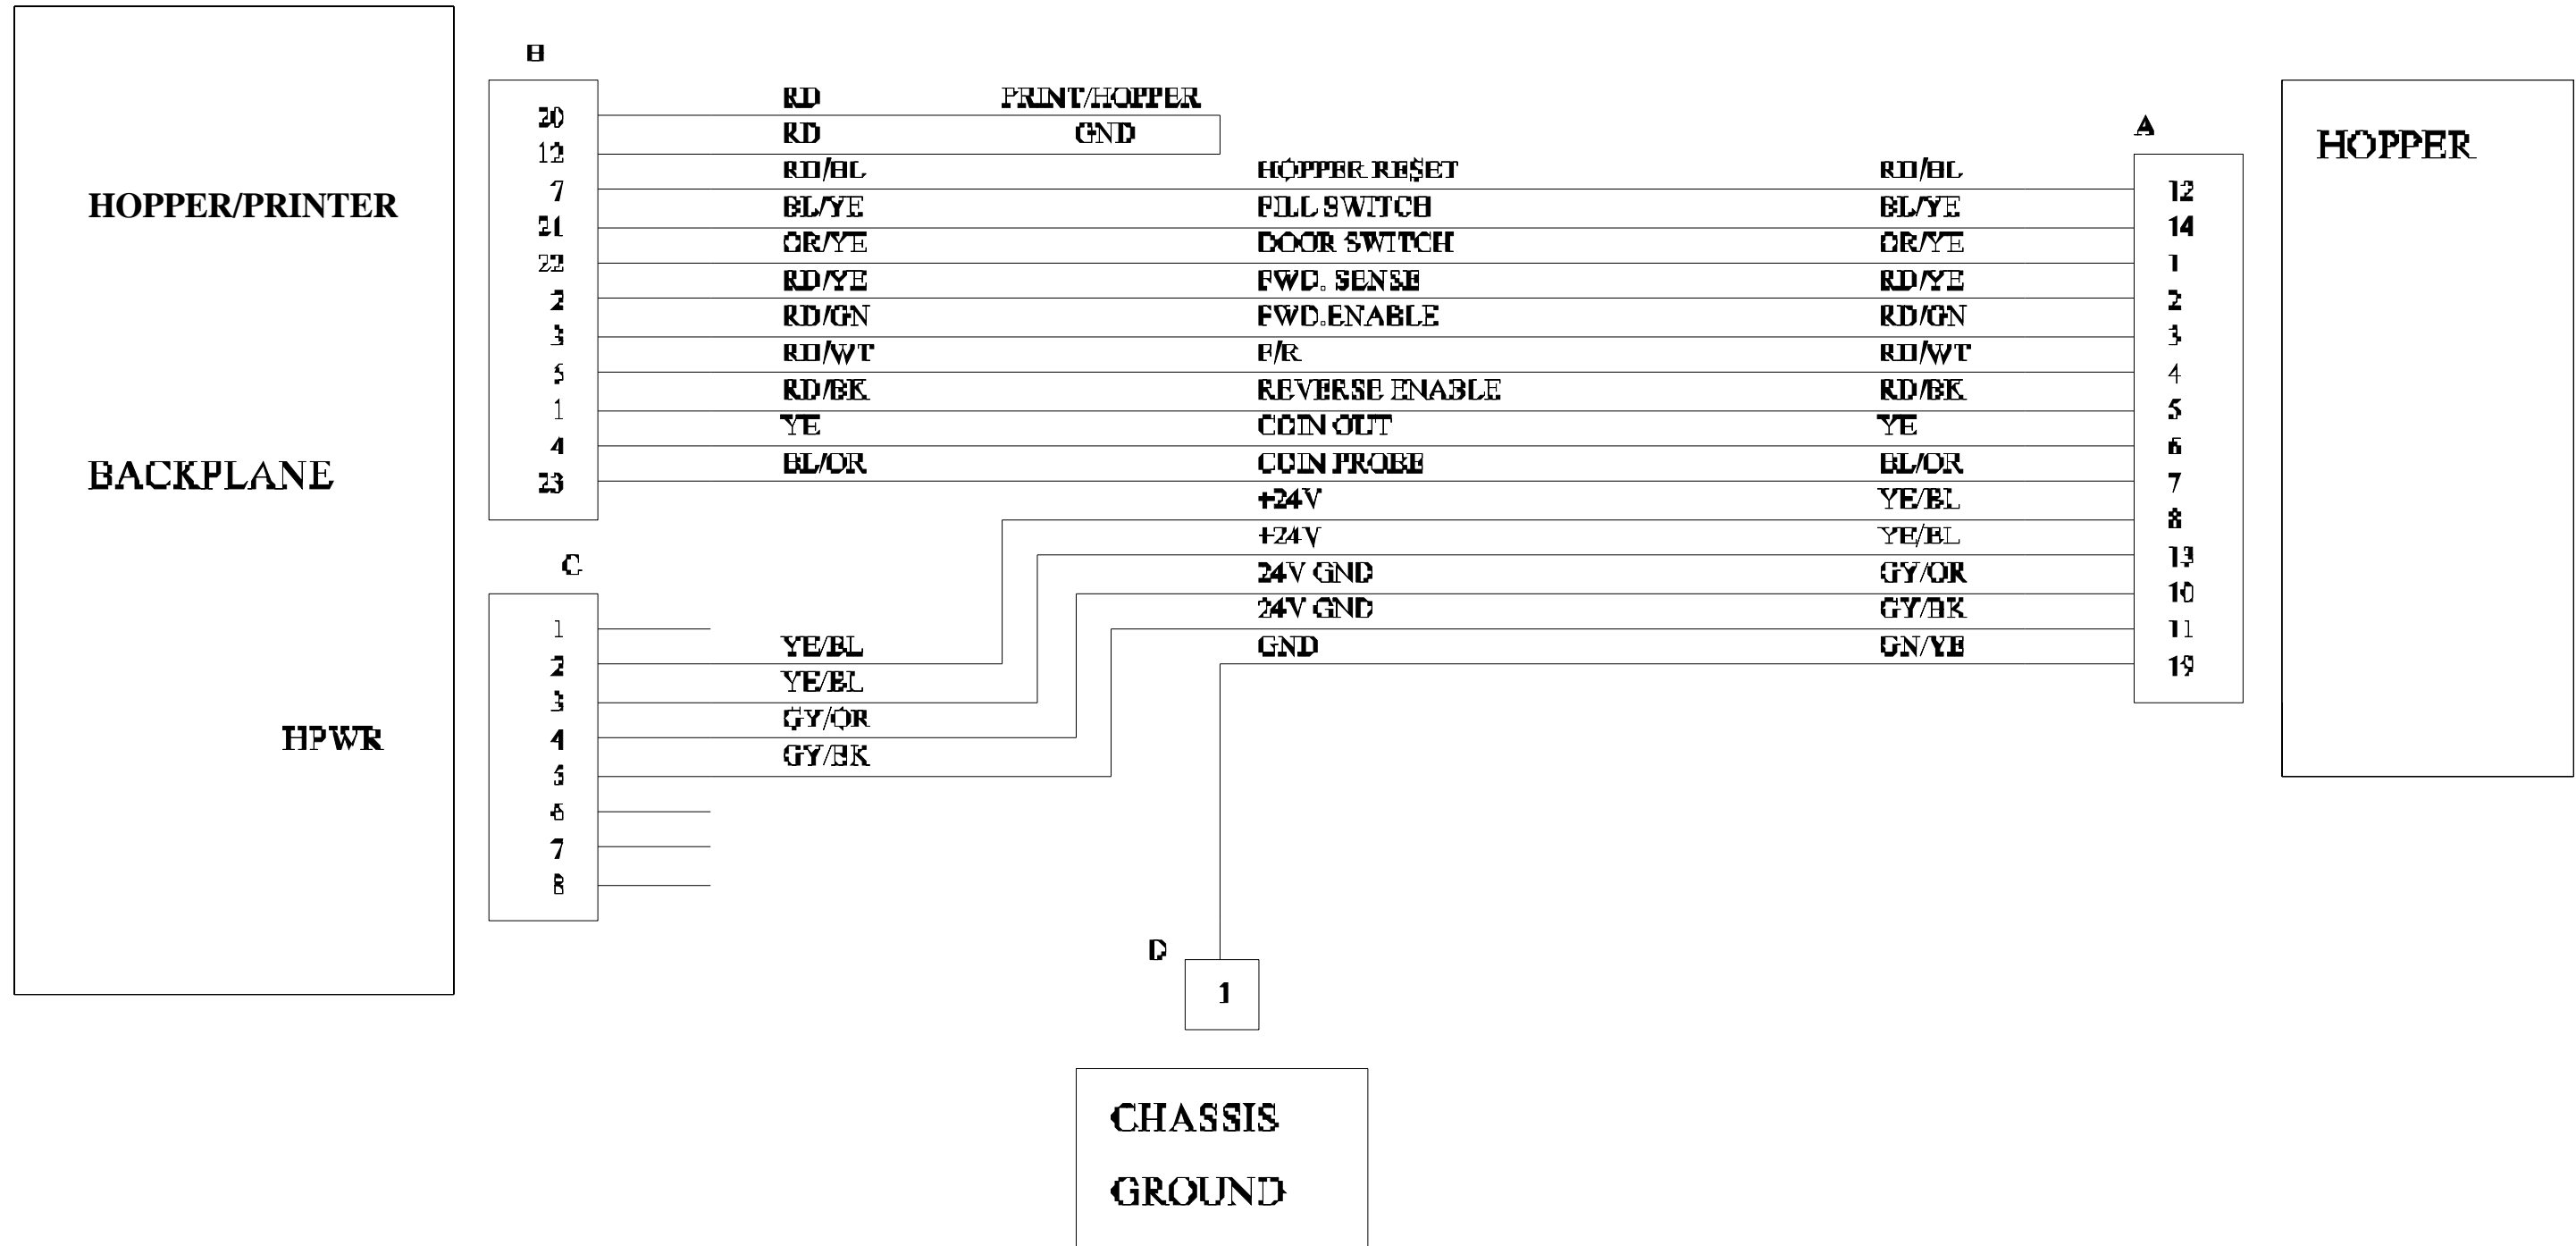 B
20 RD PRINT/HOPPER
12 RD GND
7 RD/BL HOPPER RESET RD/BL 12
21 BL/YE FILL SWITCH BL/YE 14
22 OR/YE DOOR SWITCH OR/YE 1
2 RD/YE FWD. SENSE RD/YE 2
3 RD/GN FWD.ENABLE RD/GN 3
5 RD/WT F/R RD/WT 4
1 RD/BK REVERSE ENABLE RD/BK 5
4 YE COIN OUT YE 6
23 BL/OR COIN PROBE BL/OR 7
+24V YE/BL 8
+24V YE/BL 13
24V GND GY/OR 10
24V GND GY/BK 11
GND GN/YE 19
A
HOPPER
HOPPER/PRINTER
BACKPLANE
HPWR
C
1
2 YE/BL
3 YE/BL
4 GY/OR
5 GY/BK
6
7
8
D
1
CHASSIS
GROUND